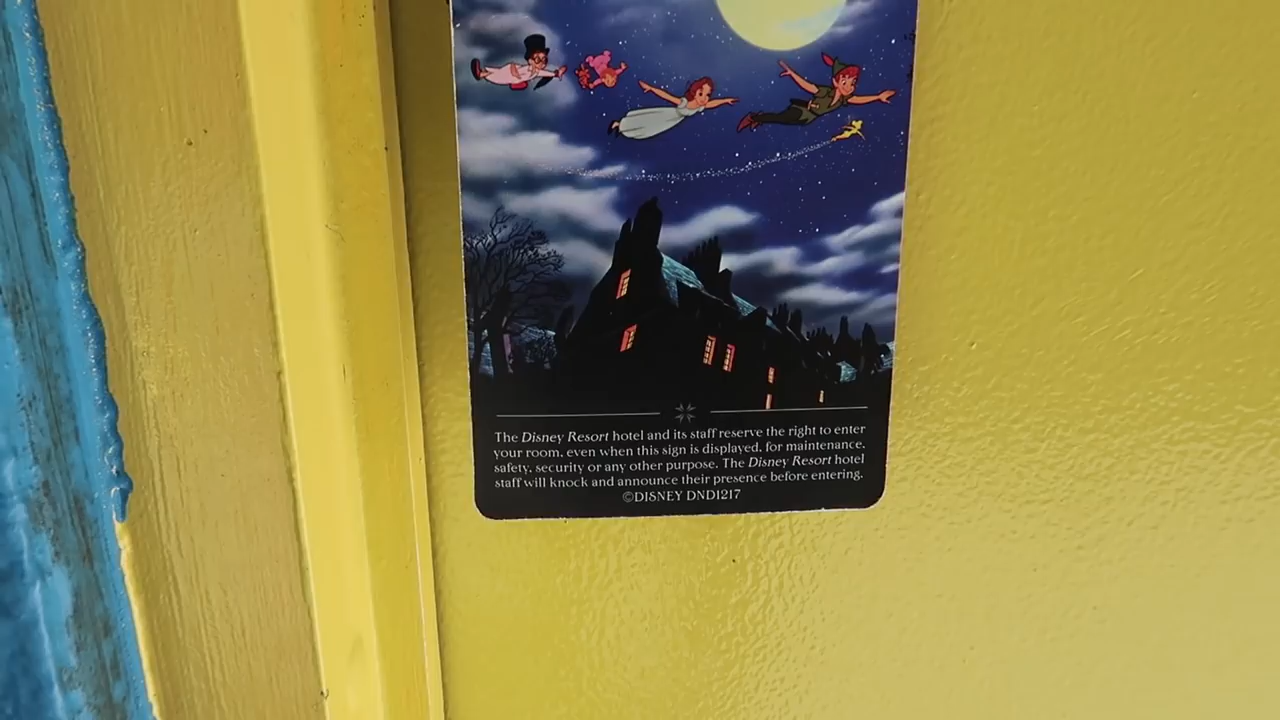 The Disney Resort hotel and its staff reserve the right to enter
your room, even when this sign is displayed, for maintenance,
safety, security or any other purpose. The Disney Resort hotel
staff will knock and announce their presence before entering.
©DISNEY DND1217